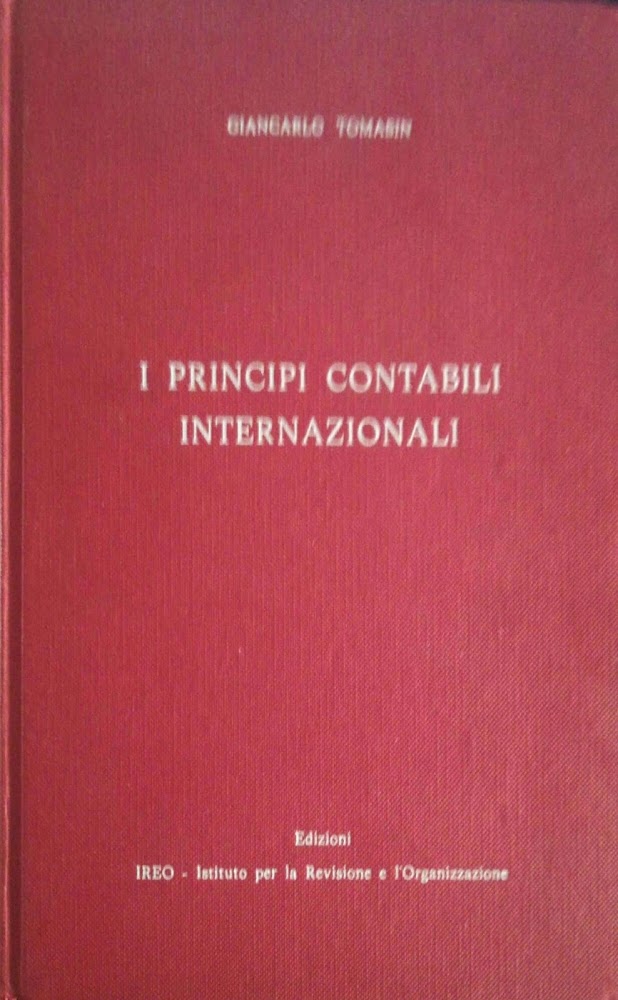 GIANCARLO TOMASIN
I PRINCIPI CONTABILI
INTERNAZIONALI
Edizioni
IREO - Istituto per la Revisione e l'Organizzazione